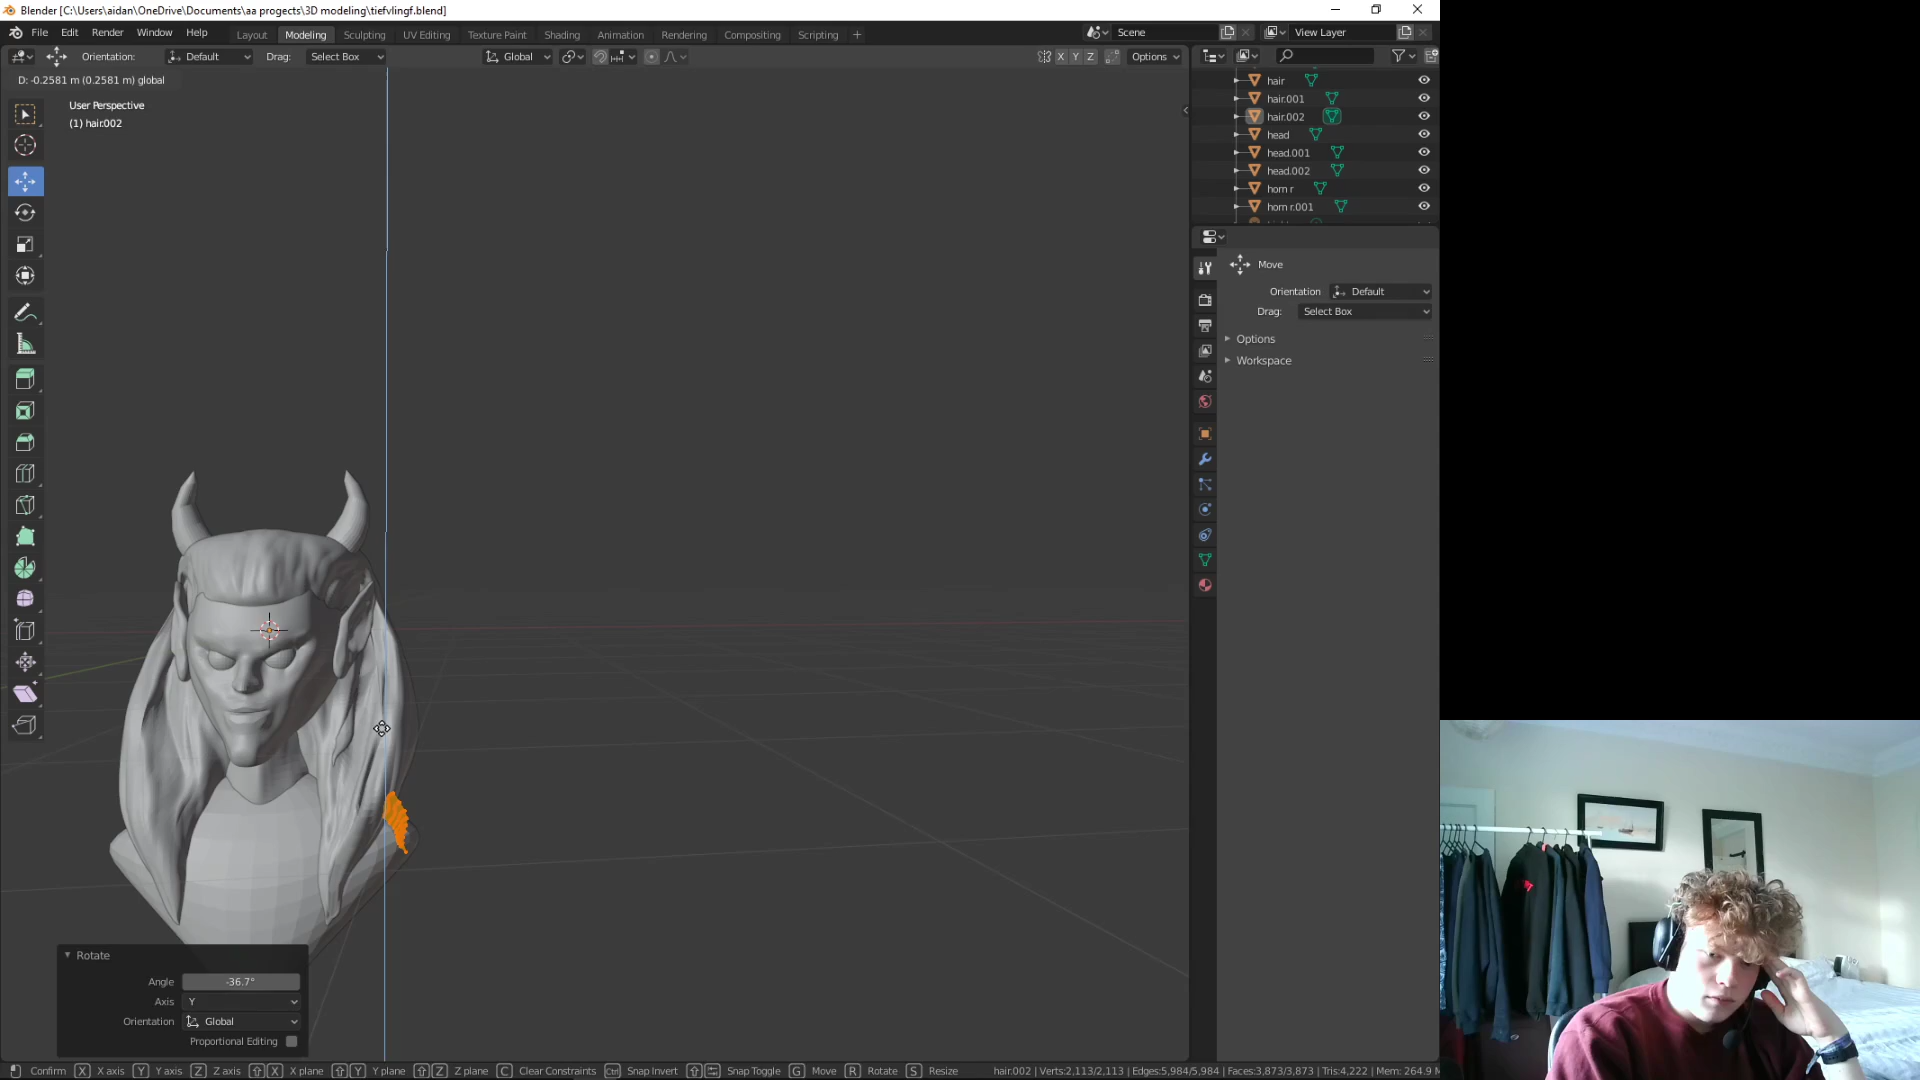 Blender [C:\Users\aidan\OneDrive\Documents\aa progects\3D modeling\tiefvlingf.blend]
File Edit Render Window Help Layout Modeling Sculpting UV Editing Texture Paint Shading Animation Rendering Compositing Scripting + Scene View Layer
Orientation: Default Drag: Select Box Global X Y Z Options
D: -0.2581 m (0.2581 m) global
User Perspective
(1) hair.002
hair
hair.001
hair.002
head
head.001
head.002
horn r
horn r.001
Move
Orientation Default
Drag: Select Box
Options
Workspace
Rotate
Angle -36.7°
Axis Y
Orientation Global
Proportional Editing
Confirm X X axis Y Y axis Z Z axis X X plane Y Y plane Z Z plane C Clear Constraints Ctrl Snap Invert Snap Toggle G Move R Rotate S Resize hair.002 | Verts:2,113/2,113 | Edges:5,984/5,984 | Faces:3,873/3,873 | Tris:4,222 | Mem: 264.9 M